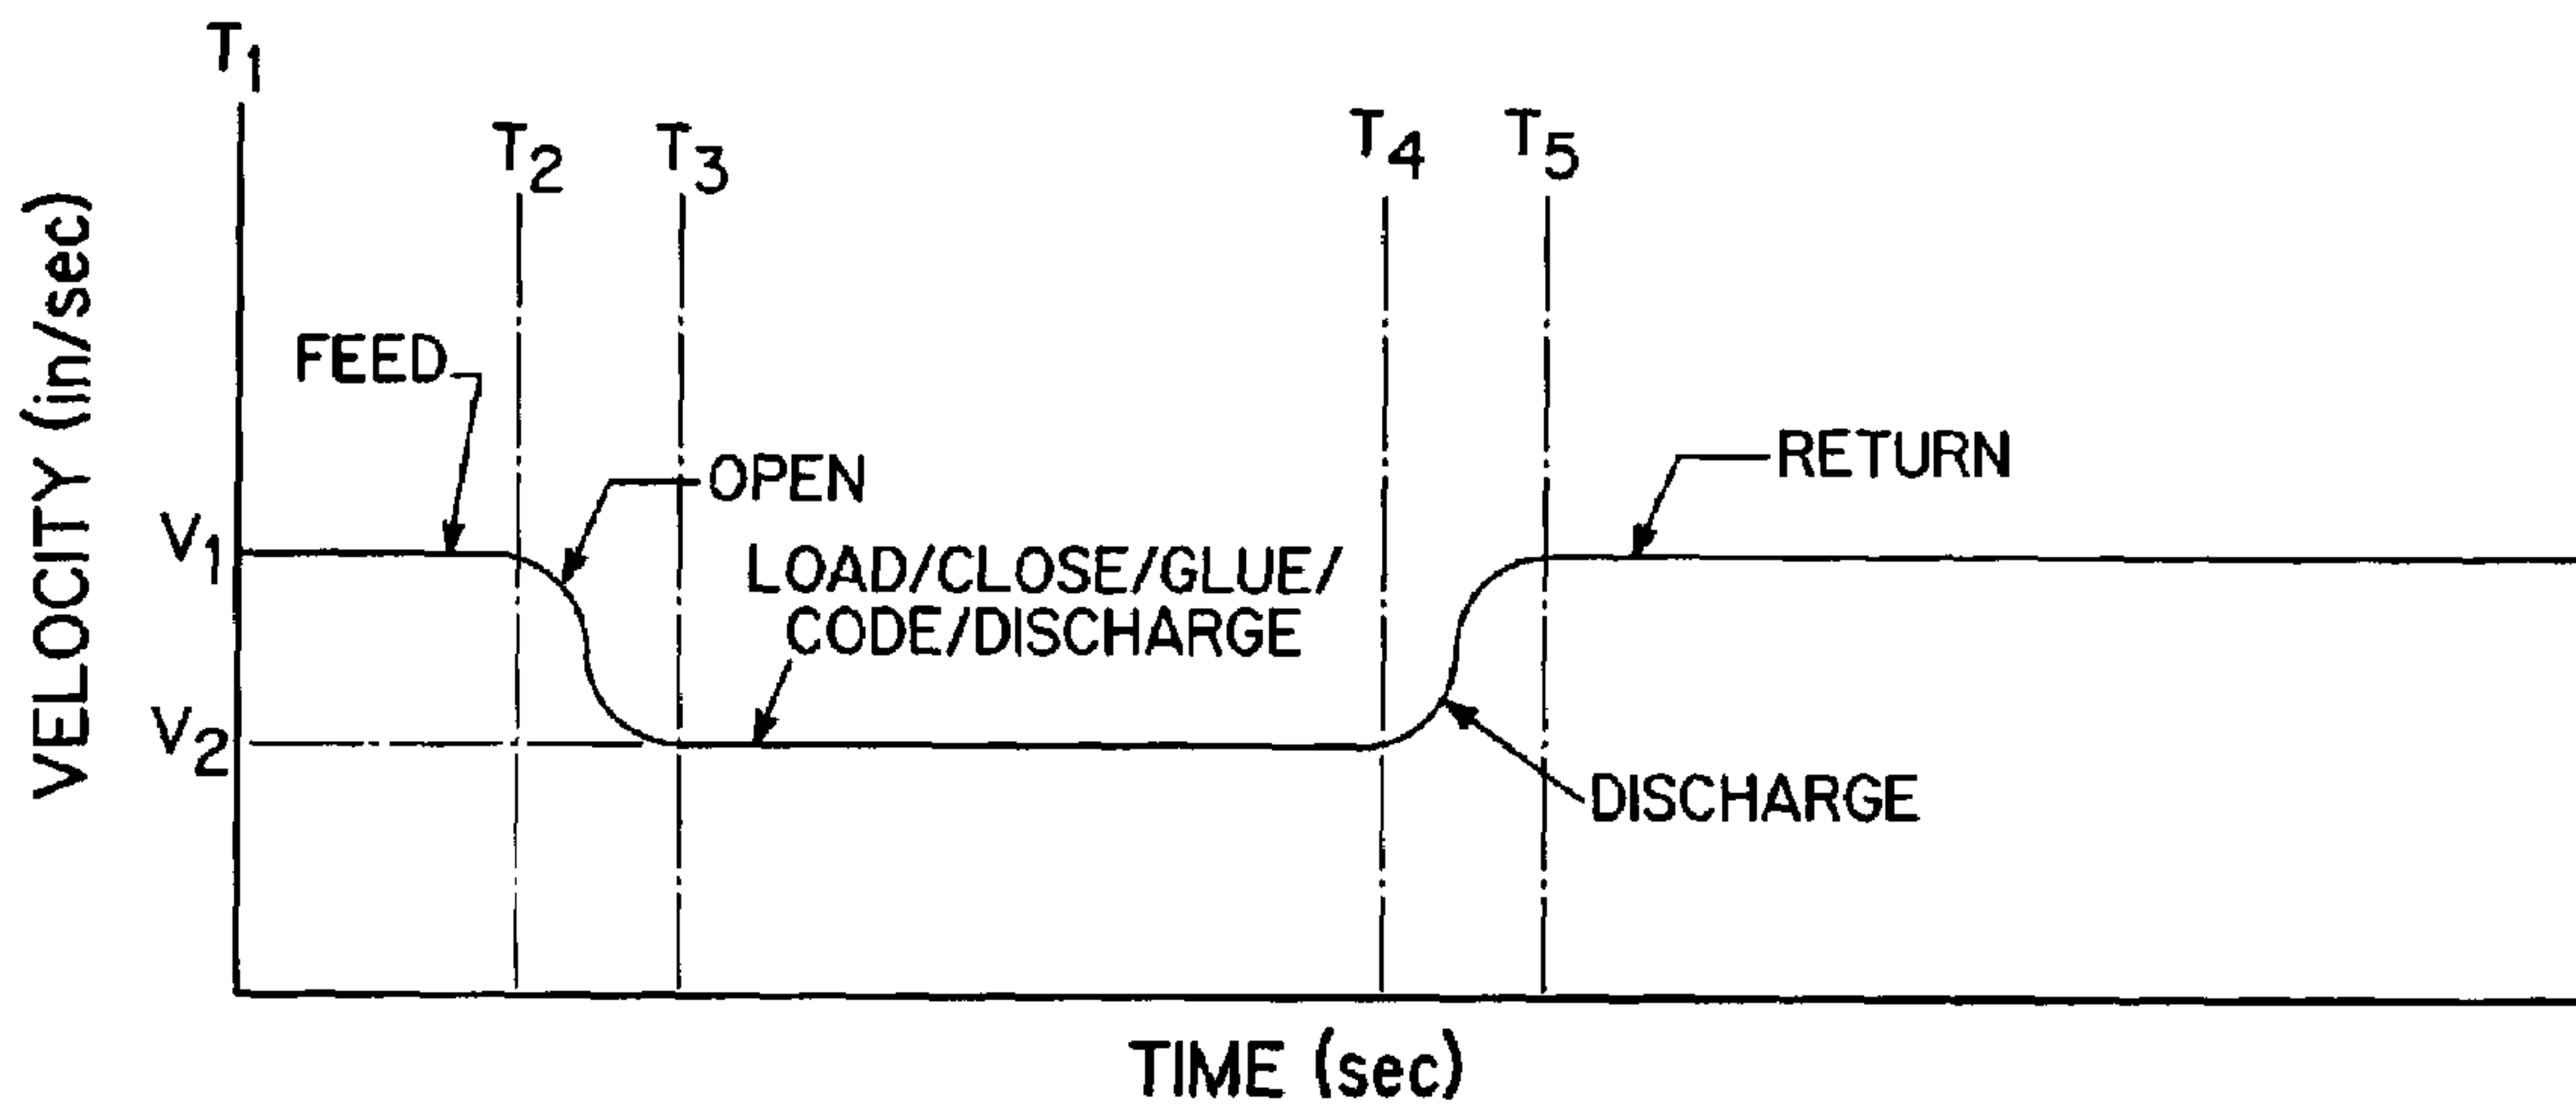 T1
T2
T3
T4
T5
FEED
OPEN
RETURN
V1
LOAD/CLOSE/GLUE/
CODE/DISCHARGE
V2
DISCHARGE
VELOCITY (in/sec)
TIME (sec)